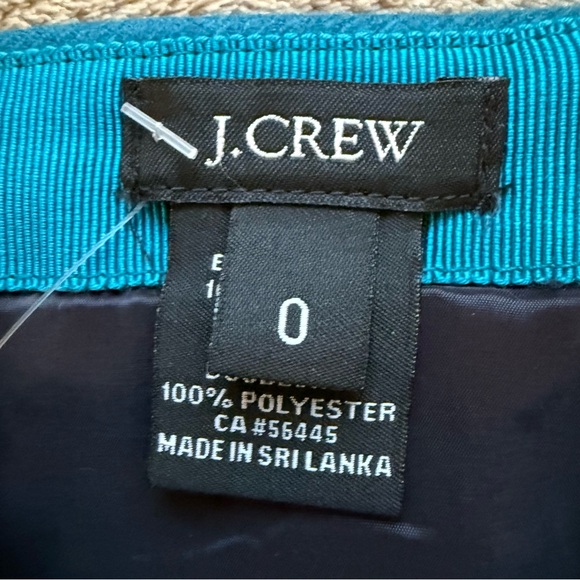 J.CREW
0
100% POLYESTER
CA #56445
MADE IN SRI LANKA